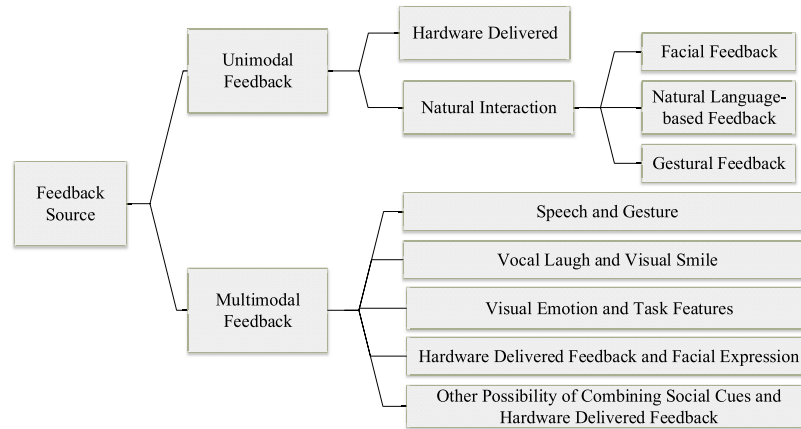 Feedback
Source
Unimodal
Feedback
Hardware Delivered
Natural Interaction
Facial Feedback
Natural Language-
based Feedback
Gestural Feedback
Multimodal
Feedback
Speech and Gesture
Vocal Laugh and Visual Smile
Visual Emotion and Task Features
Hardware Delivered Feedback and Facial Expression
Other Possibility of Combining Social Cues and
Hardware Delivered Feedback